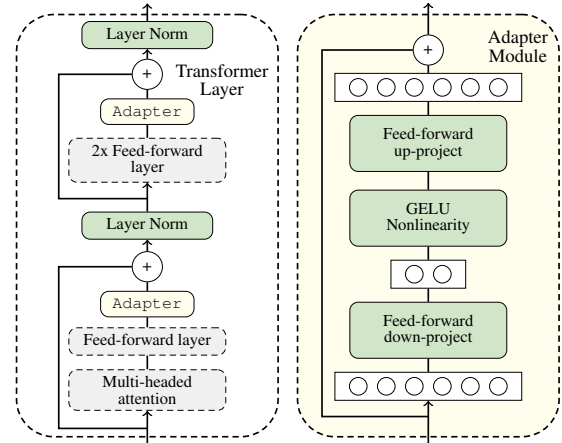 Layer Norm
+
Transformer
Layer
Adapter
2x Feed-forward
layer
Layer Norm
+
Adapter
Feed-forward layer
Multi-headed
attention
Adapter
Module
+
Feed-forward
up-project
GELU
Nonlinearity
Feed-forward
down-project